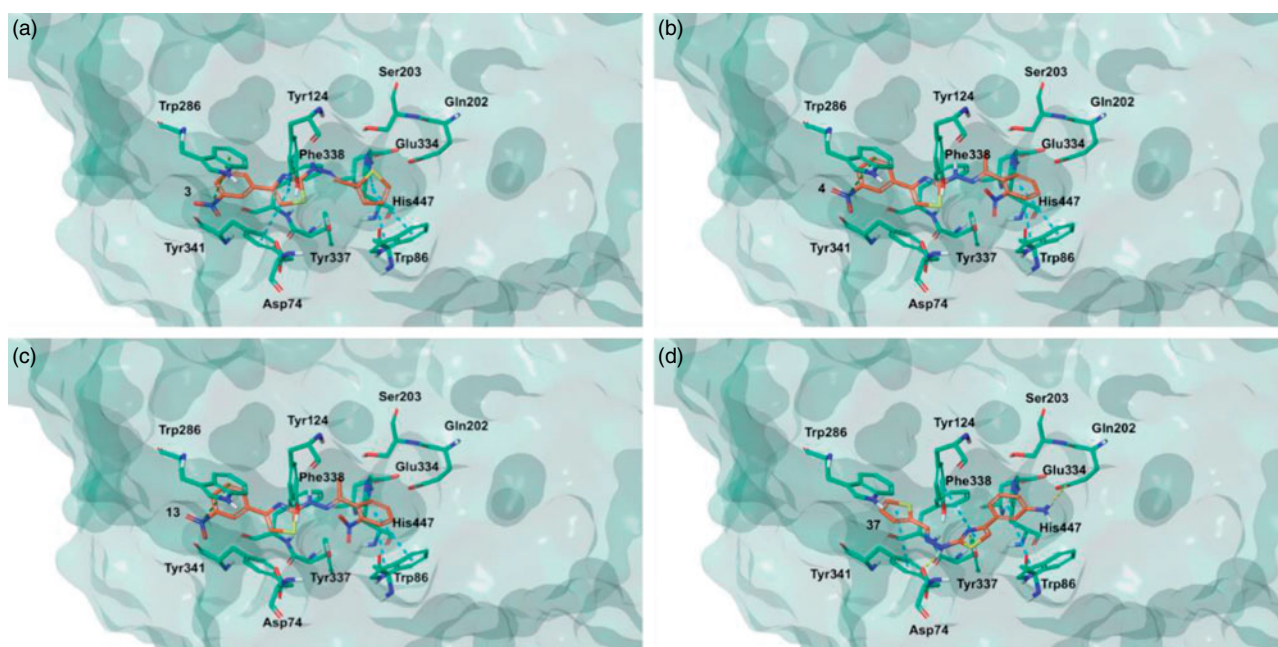 (a)
Ser203
Trp286
Tyr124
Gln202
Phe338
Glu334
3
His447
Tyr341
Tyr337
Trp86
Asp74
(b)
Ser203
Trp286
Tyr124
Gln202
Phe338
Glu334
4
His447
Tyr341
Tyr337
Trp86
Asp74
(c)
Ser203
Trp286
Tyr124
Gln202
Phe338
Glu334
13
His447
Tyr341
Tyr337
Trp86
Asp74
(d)
Ser203
Trp286
Tyr124
Gln202
Glu334
Phe338
37
His447
Tyr341
Tyr337
Trp86
Asp74